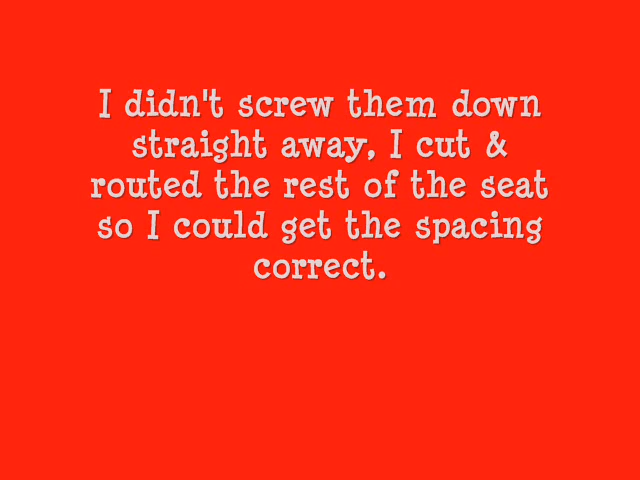 I didn't screw them down
straight away, I cut &
routed the rest of the seat
so I could get the spacing
correct.